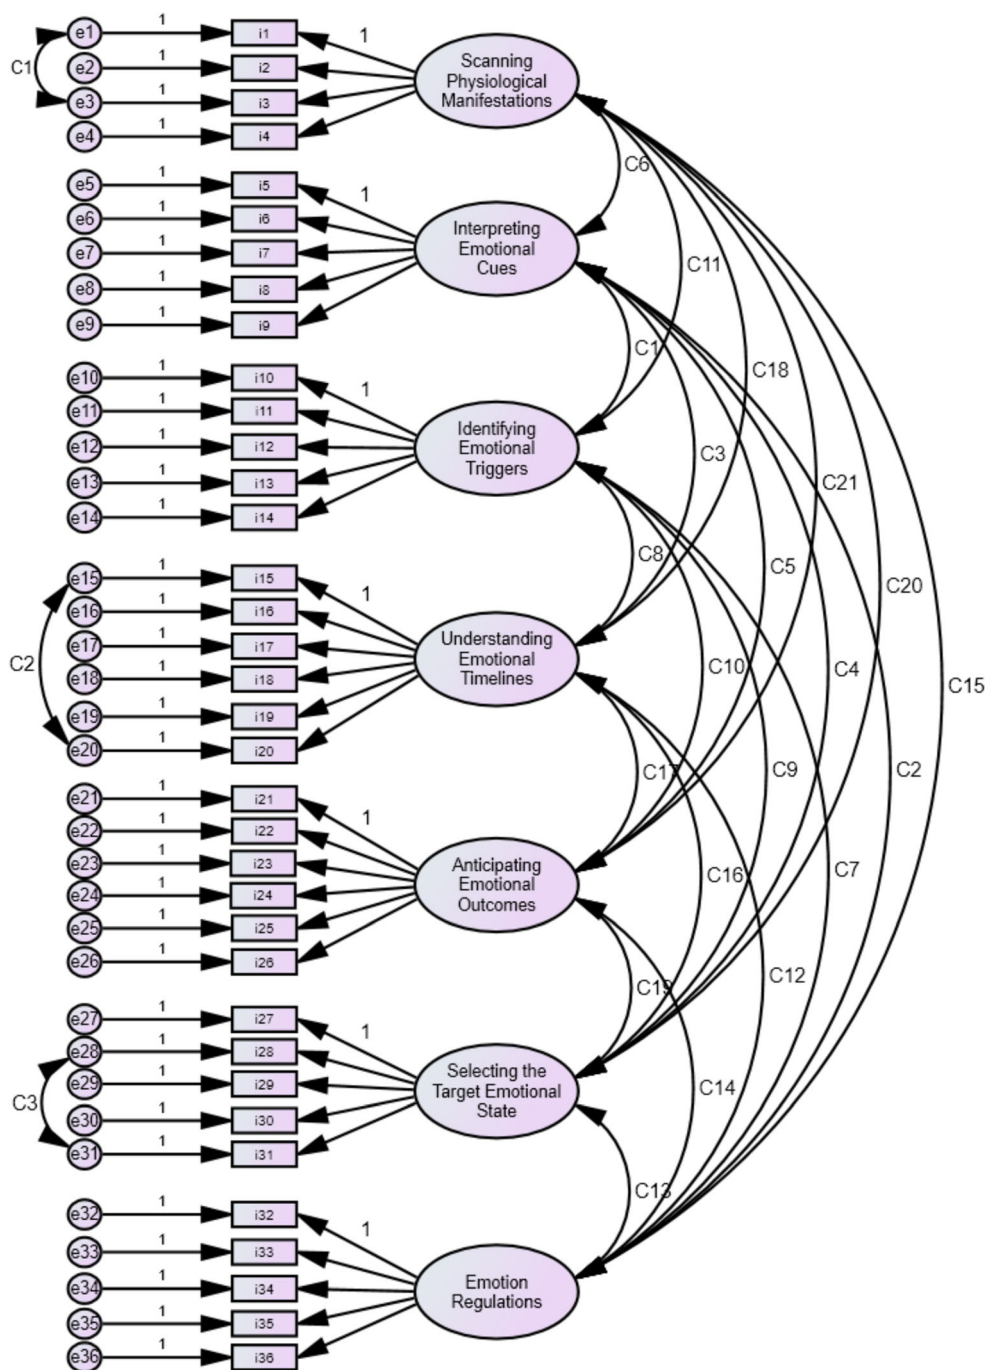 e1 1 i1 1 Scanning
C1 e2 1 i2 Physiological
e3 1 i3 Manifestations
e4 1 i4
C6
e5 1 i5 1
e6 1 i6 Interpreting
e7 1 i7 Emotional
e8 1 i8 Cues
C11
e9 1 i9
C1
C18
e10 1 i10 1
e11 1 i11 Identifying
e12 1 i12 Emotional
C3
e13 1 i13 Triggers
C21
e14 1 i14
C8
C5
e15 1 i15 1
C20
e16 1 i16
e17 1 i17 Understanding
C2 e18 1 i18 Emotional
C10 C4
e19 1 i19 Timelines
C15
e20 1 i20
C17 C9 C2
e21 1 i21 1
e22 1 i22
e23 1 i23 Anticipating
e24 1 i24 Emotional
C16 C7
e25 1 i25 Outcomes
e26 1 i26
C12
C19
e27 1 i27 1
e28 1 i28
e29 1 i29 Selecting the
C3 e30 1 i30 Target Emotional
C14
e31 1 i31 State
C13
e32 1 i32 1
e33 1 i33
e34 1 i34 Emotion
e35 1 i35 Regulations
e36 1 i36